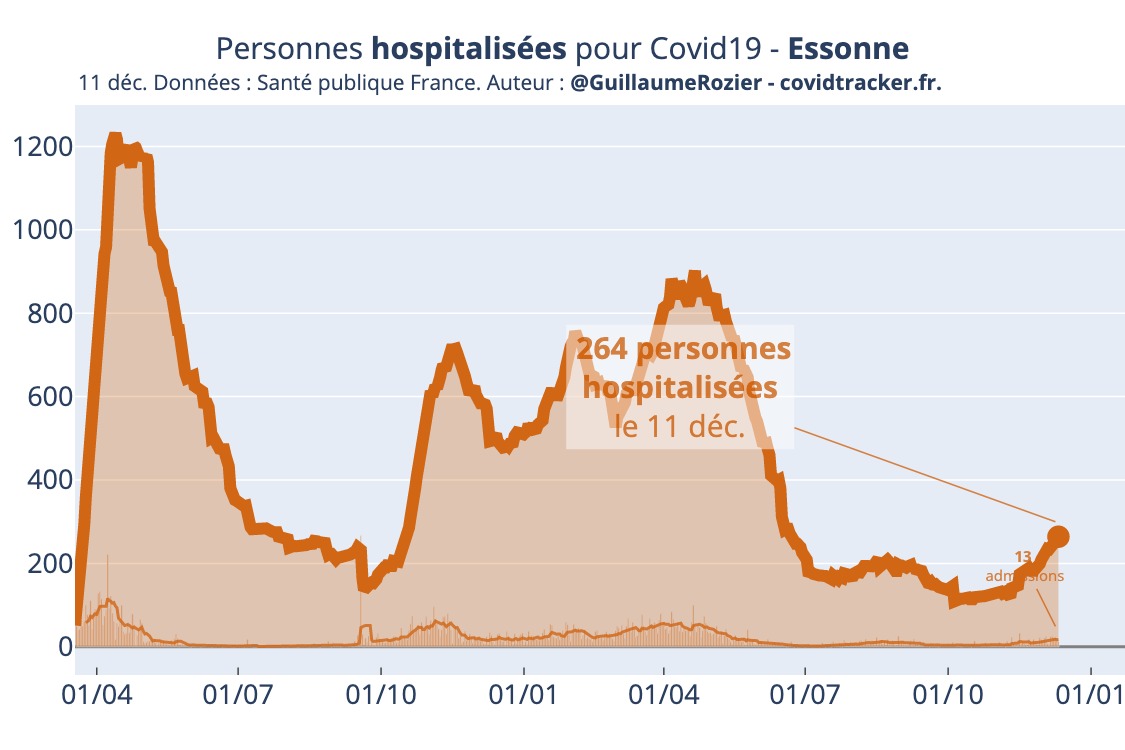 Personnes hospitalisées pour Covid19 - Essonne
11 déc. Données : Santé publique France. Auteur : @GuillaumeRozier - covidtracker.fr.
1200
1000
800
600
400
200
0
264 personnes
hospitalisées
le 11 déc.
13
admissions
01/04
01/07
01/10
01/01
01/04
01/07
01/10
01/01